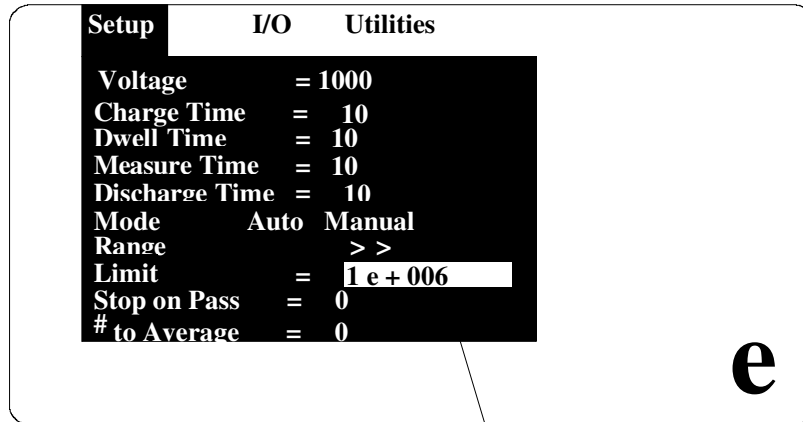 Setup I/O Utilities
Voltage = 1000
Charge Time = 10
Dwell Time = 10
Measure Time = 10
Discharge Time = 10
Mode Auto Manual
Range > >
Limit = 1 e + 006
Stop on Pass = 0
# to Average = 0
e